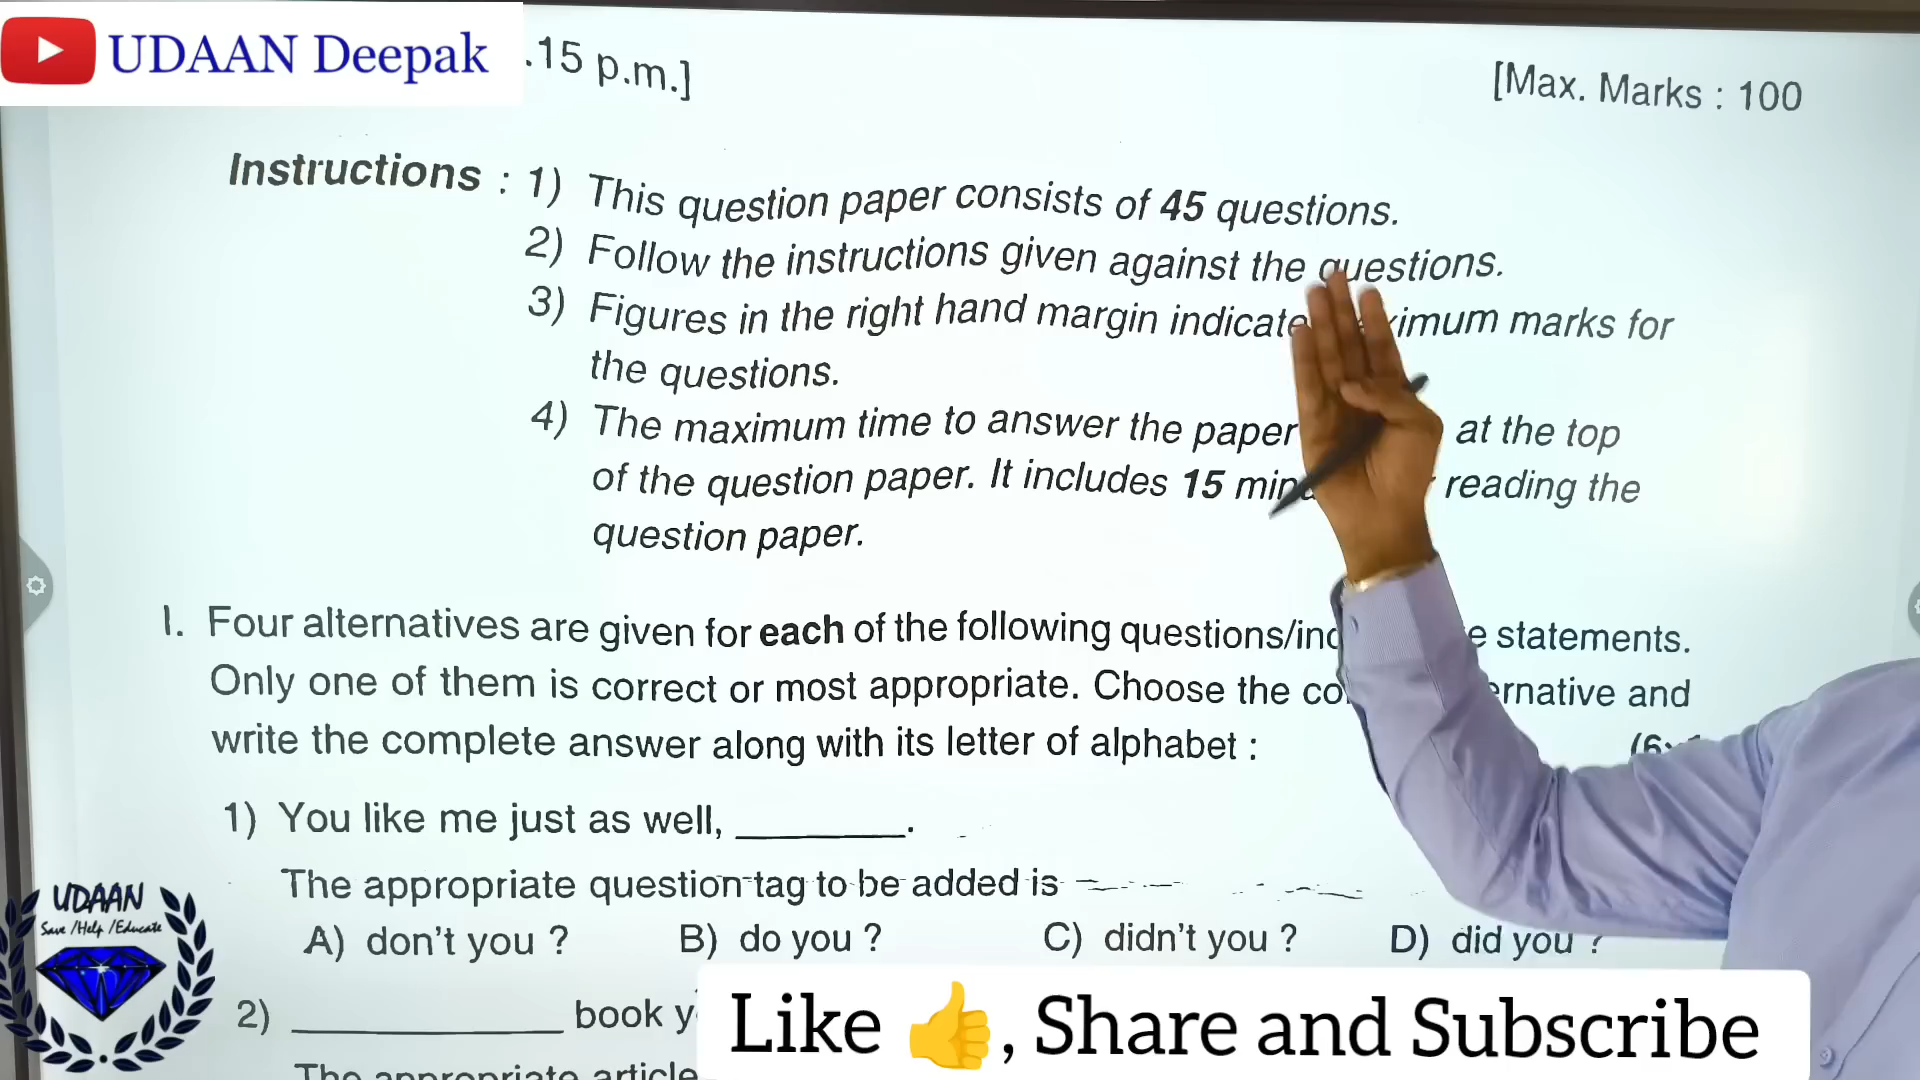 UDAAN Deepak
.15 p.m.]
[Max. Marks : 100
Instructions : 1) This question paper consists of 45 questions.
2) Follow the instructions given against the questions.
3) Figures in the right hand margin indicate marks for
the questions.
4) The maximum time to answer the paper at the top
of the question paper. It includes 15 reading the
question paper.
I. Four alternatives are given for each of the following statements.
Only one of them is correct or most appropriate. Choose the and
write the complete answer along with its letter of alphabet :
1) You like me just as well, ________.
The appropriate question tag to be added is
A) don't you ? B) do you ? C) didn't you ? D) did you ?
2) ____________ book
The appropriate article
UDAAN
Save /Help /Educate
Like 👍, Share and Subscribe